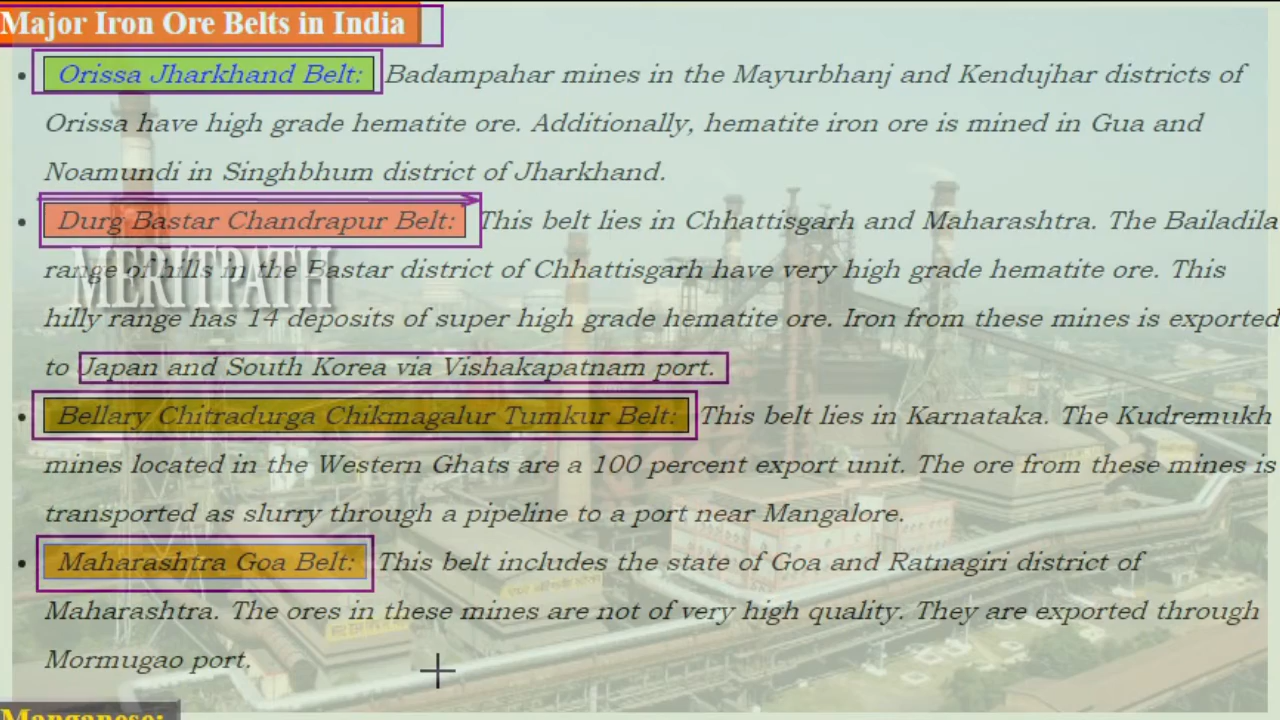 Major Iron Ore Belts in India
• Orissa Jharkhand Belt: Badampahar mines in the Mayurbhanj and Kendujhar districts of
Orissa have high grade hematite ore. Additionally, hematite iron ore is mined in Gua and
Noamundi in Singhbhum district of Jharkhand.
• Durg Bastar Chandrapur Belt: This belt lies in Chhattisgarh and Maharashtra. The Bailadila
MERITPATH
range of hills in the Bastar district of Chhattisgarh have very high grade hematite ore. This
hilly range has 14 deposits of super high grade hematite ore. Iron from these mines is exported
to Japan and South Korea via Vishakapatnam port.
• Bellary Chitradurga Chikmagalur Tumkur Belt: This belt lies in Karnataka. The Kudremukh
mines located in the Western Ghats are a 100 percent export unit. The ore from these mines is
transported as slurry through a pipeline to a port near Mangalore.
• Maharashtra Goa Belt: This belt includes the state of Goa and Ratnagiri district of
Maharashtra. The ores in these mines are not of very high quality. They are exported through
Mormugao port.
Manganese: